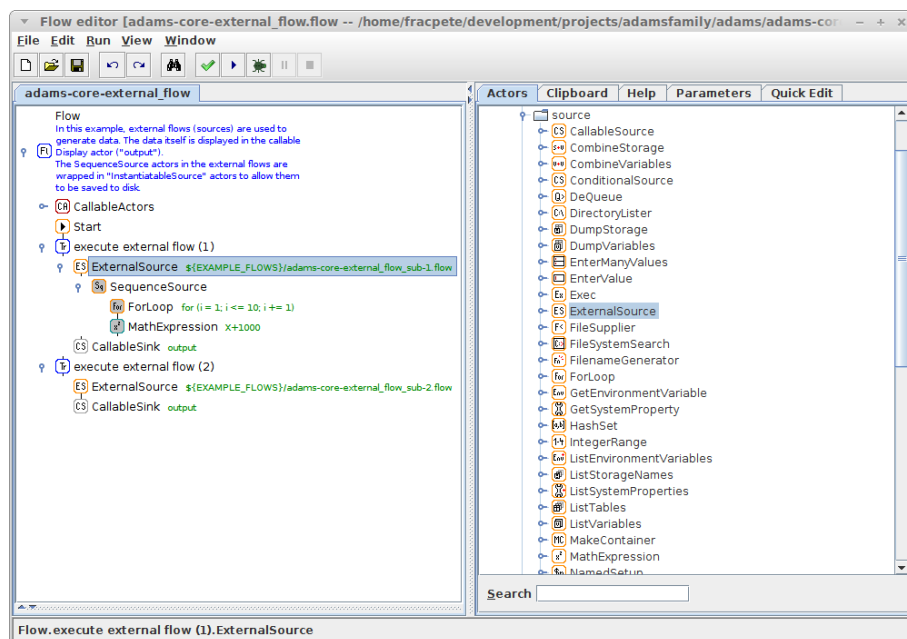 Flow editor [adams-core-external_flow.flow -- /home/fracpete/development/projects/adamsfamily/adams/adams-cor
File Edit Run View Window
adams-core-external_flow
Flow
In this example, external flows (sources) are used to
generate data. The data itself is displayed in the callable
Display actor ("output").
The SequenceSource actors in the external flows are
wrapped in "InstantiatableSource" actors to allow them
to be saved to disk.
CallableActors
Start
execute external flow (1)
ExternalSource ${EXAMPLE_FLOWS}/adams-core-external_flow_sub-1.flow
SequenceSource
ForLoop for (i = 1; i <= 10; i += 1)
MathExpression X+1000
CallableSink output
execute external flow (2)
ExternalSource ${EXAMPLE_FLOWS}/adams-core-external_flow_sub-2.flow
CallableSink output
Actors Clipboard Help Parameters Quick Edit
source
CallableSource
CombineStorage
CombineVariables
ConditionalSource
DeQueue
DirectoryLister
DumpStorage
DumpVariables
EnterManyValues
EnterValue
Exec
ExternalSource
FileSupplier
FileSystemSearch
FilenameGenerator
ForLoop
GetEnvironmentVariable
GetSystemProperty
HashSet
IntegerRange
ListEnvironmentVariables
ListStorageNames
ListSystemProperties
ListTables
ListVariables
MakeContainer
MathExpression
NamedSetup
Search
Flow.execute external flow (1).ExternalSource